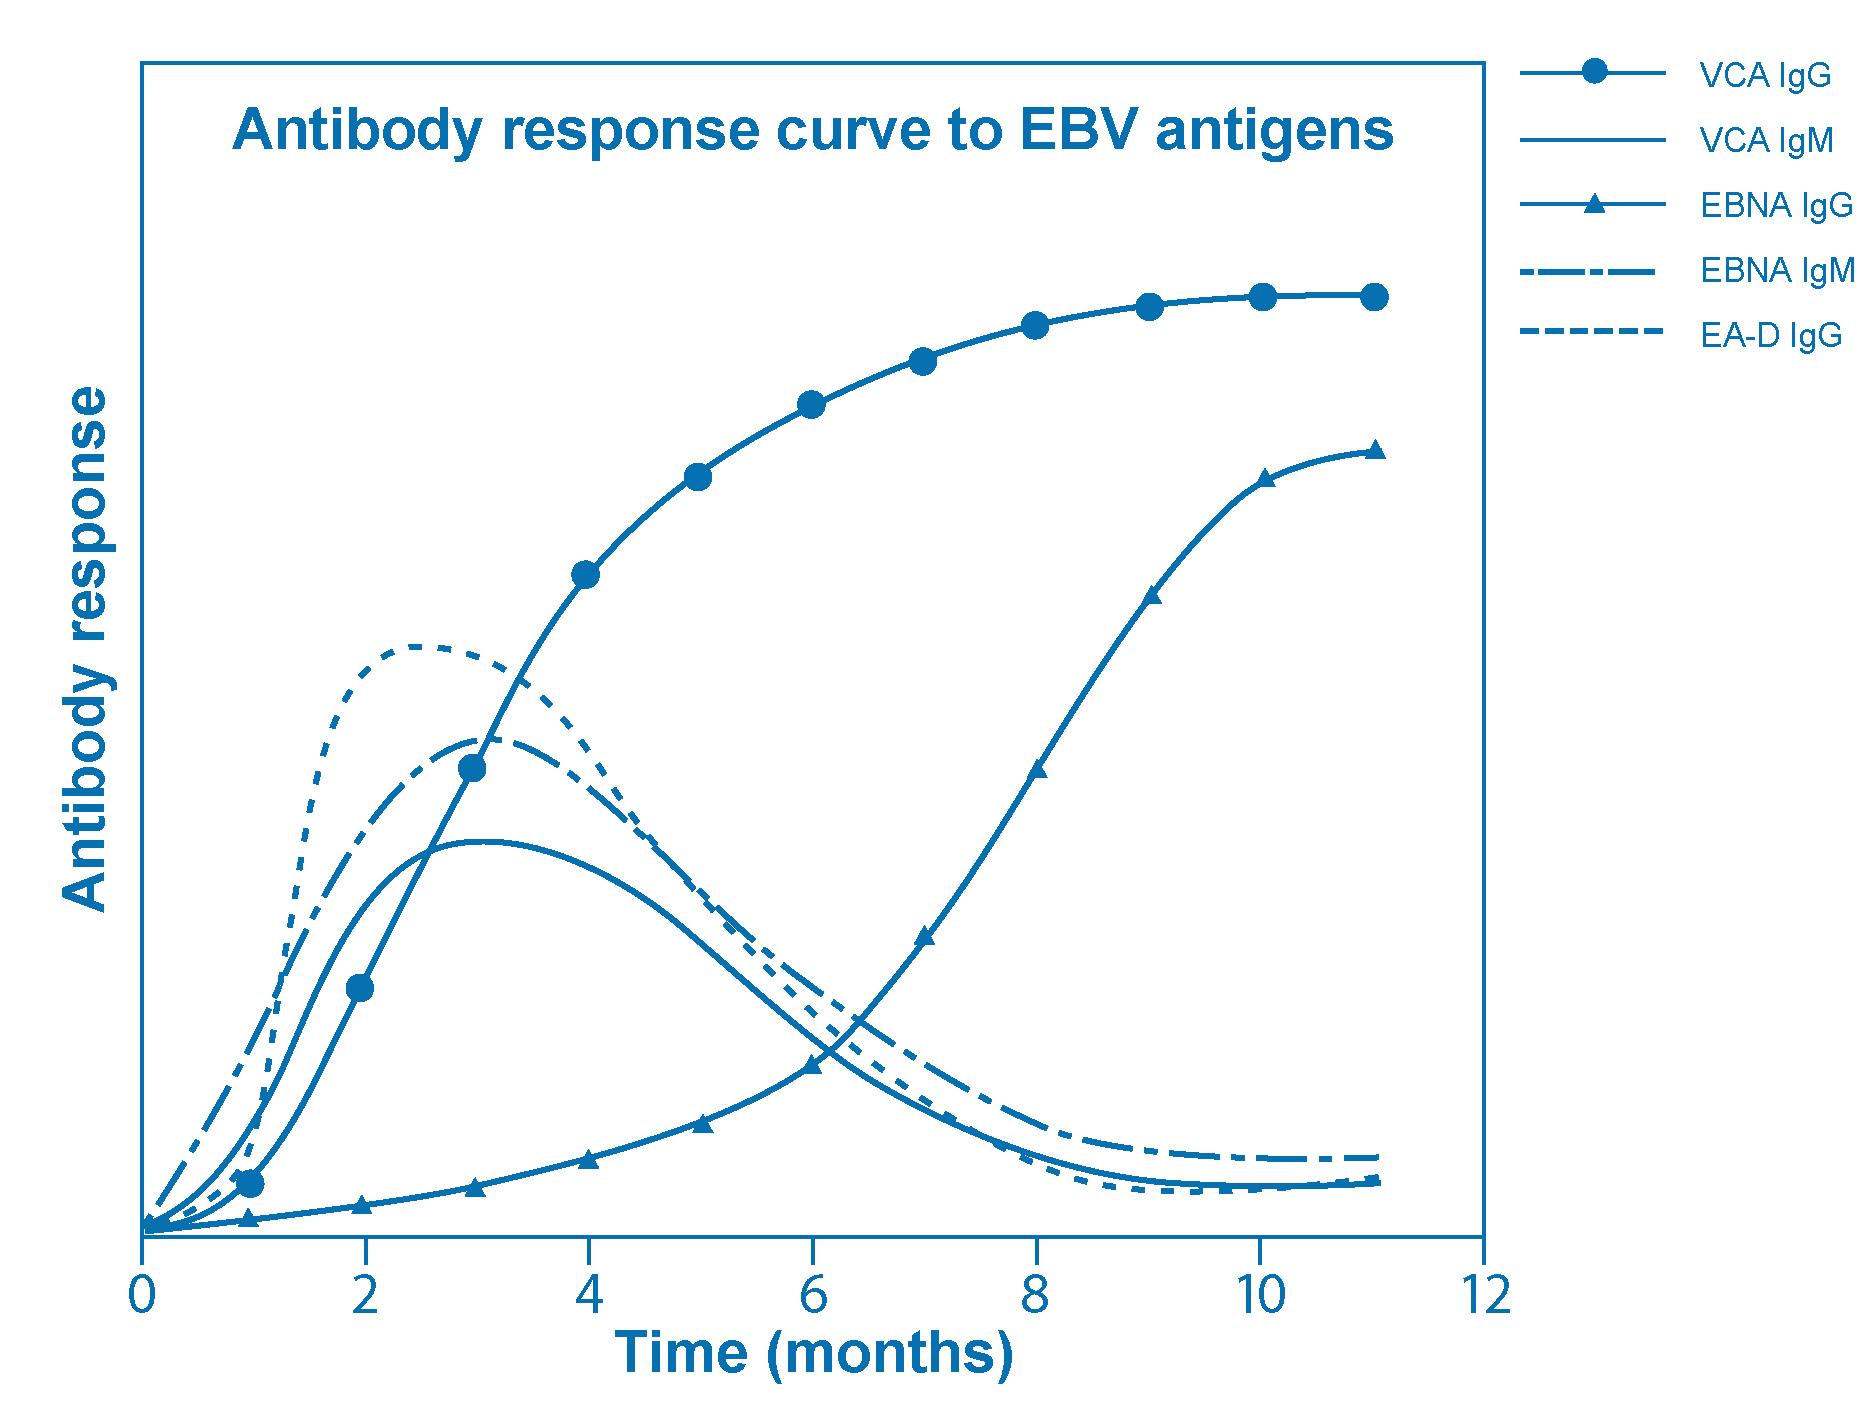 Antibody response curve to EBV antigens
VCA IgG
VCA IgM
EBNA IgG
EBNA IgM
EA-D IgG
Antibody response
0 2 4 6 8 10 12
Time (months)